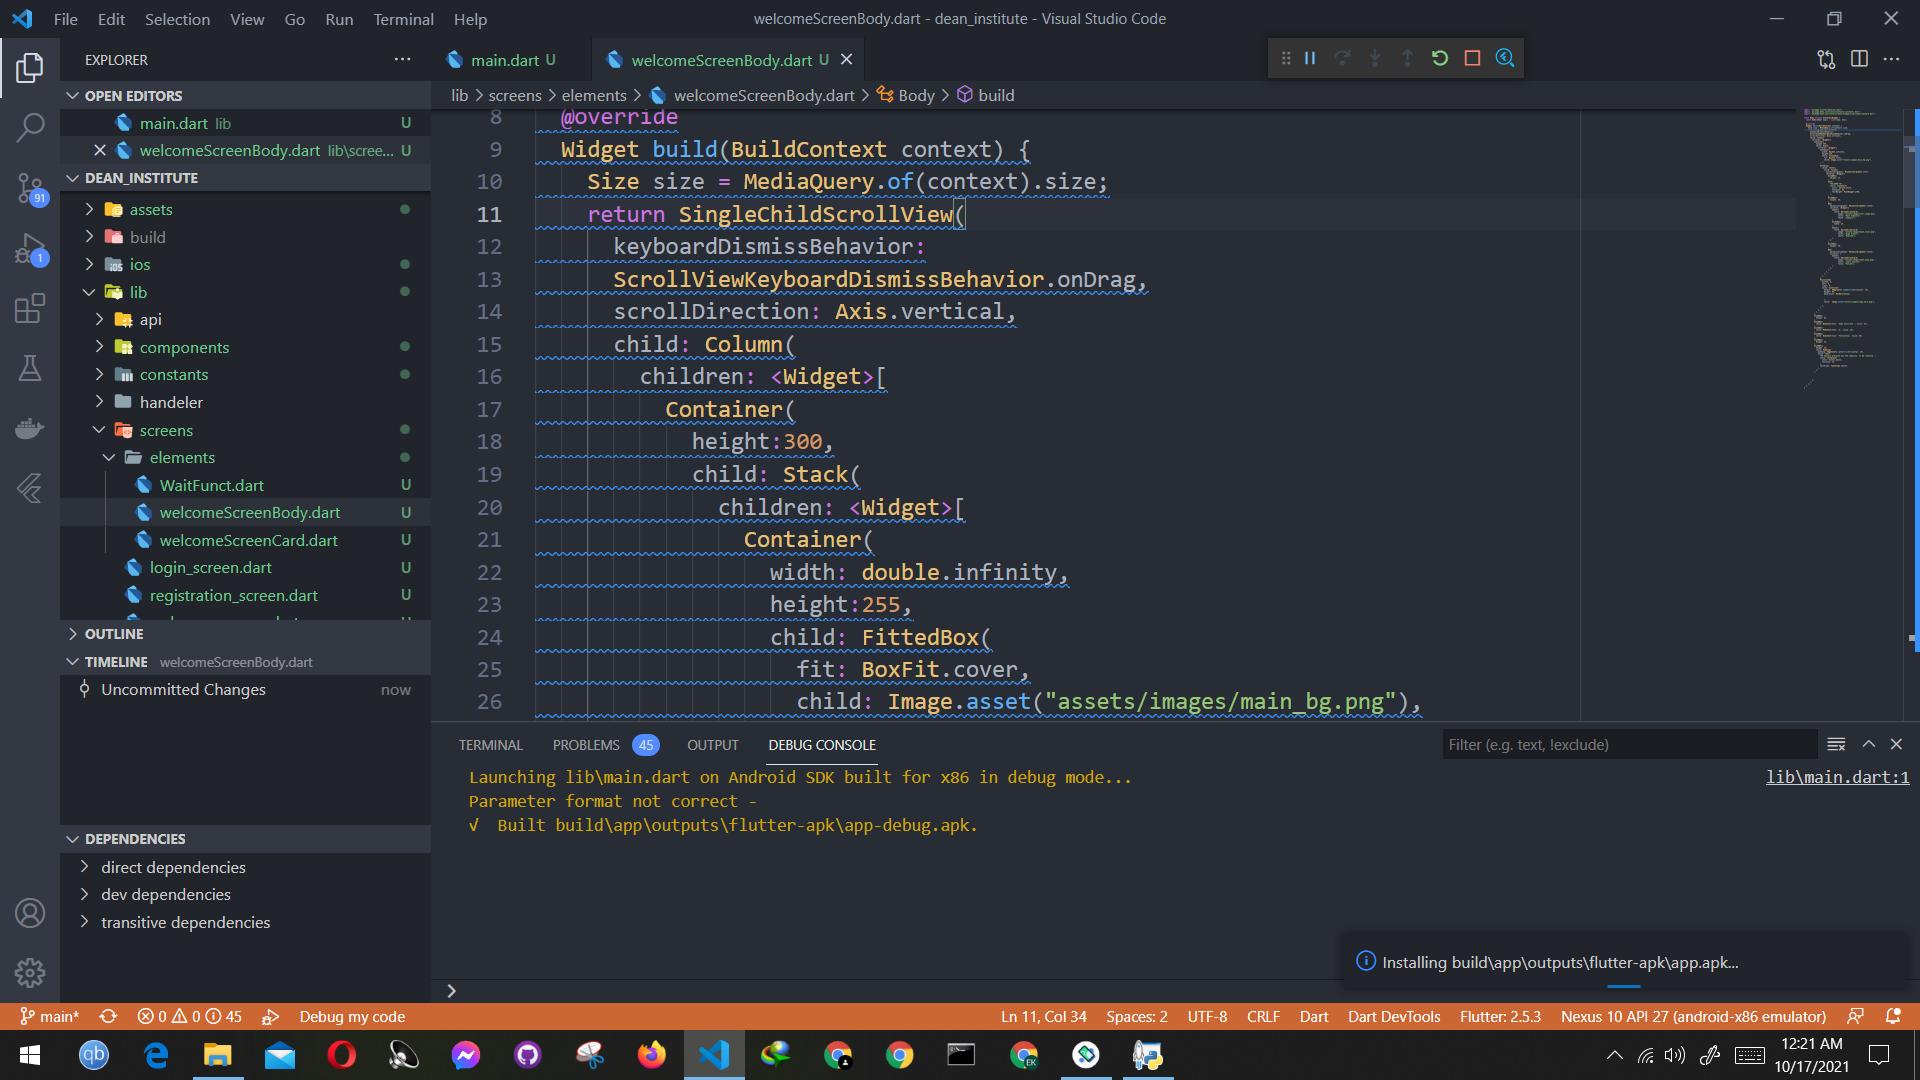 File Edit Selection View Go Run Terminal Help
welcomeScreenBody.dart - dean_institute - Visual Studio Code
EXPLORER
OPEN EDITORS
main.dart lib U
welcomeScreenBody.dart lib\scree... U
DEAN_INSTITUTE
assets
build
ios
lib
api
components
constants
handeler
screens
elements
WaitFunct.dart U
welcomeScreenBody.dart U
welcomeScreenCard.dart U
login_screen.dart U
registration_screen.dart U
OUTLINE
TIMELINE welcomeScreenBody.dart
Uncommitted Changes now
DEPENDENCIES
direct dependencies
dev dependencies
transitive dependencies
91
1
main.dart U
welcomeScreenBody.dart U
lib > screens > elements > welcomeScreenBody.dart > Body > build
8 @override
9 Widget build(BuildContext context) {
10 Size size = MediaQuery.of(context).size;
11 return SingleChildScrollView(
12 keyboardDismissBehavior:
13 ScrollViewKeyboardDismissBehavior.onDrag,
14 scrollDirection: Axis.vertical,
15 child: Column(
16 children: <Widget>[
17 Container(
18 height:300,
19 child: Stack(
20 children: <Widget>[
21 Container(
22 width: double.infinity,
23 height:255,
24 child: FittedBox(
25 fit: BoxFit.cover,
26 child: Image.asset("assets/images/main_bg.png"),
TERMINAL PROBLEMS 45 OUTPUT DEBUG CONSOLE
Filter (e.g. text, !exclude)
Launching lib\main.dart on Android SDK built for x86 in debug mode...
lib\main.dart:1
Parameter format not correct -
√ Built build\app\outputs\flutter-apk\app-debug.apk.
Installing build\app\outputs\flutter-apk\app.apk...
main* 0 0 45 Debug my code
Ln 11, Col 34 Spaces: 2 UTF-8 CRLF Dart Dart DevTools Flutter: 2.5.3 Nexus 10 API 27 (android-x86 emulator)
qb
EK
12:21 AM
10/17/2021